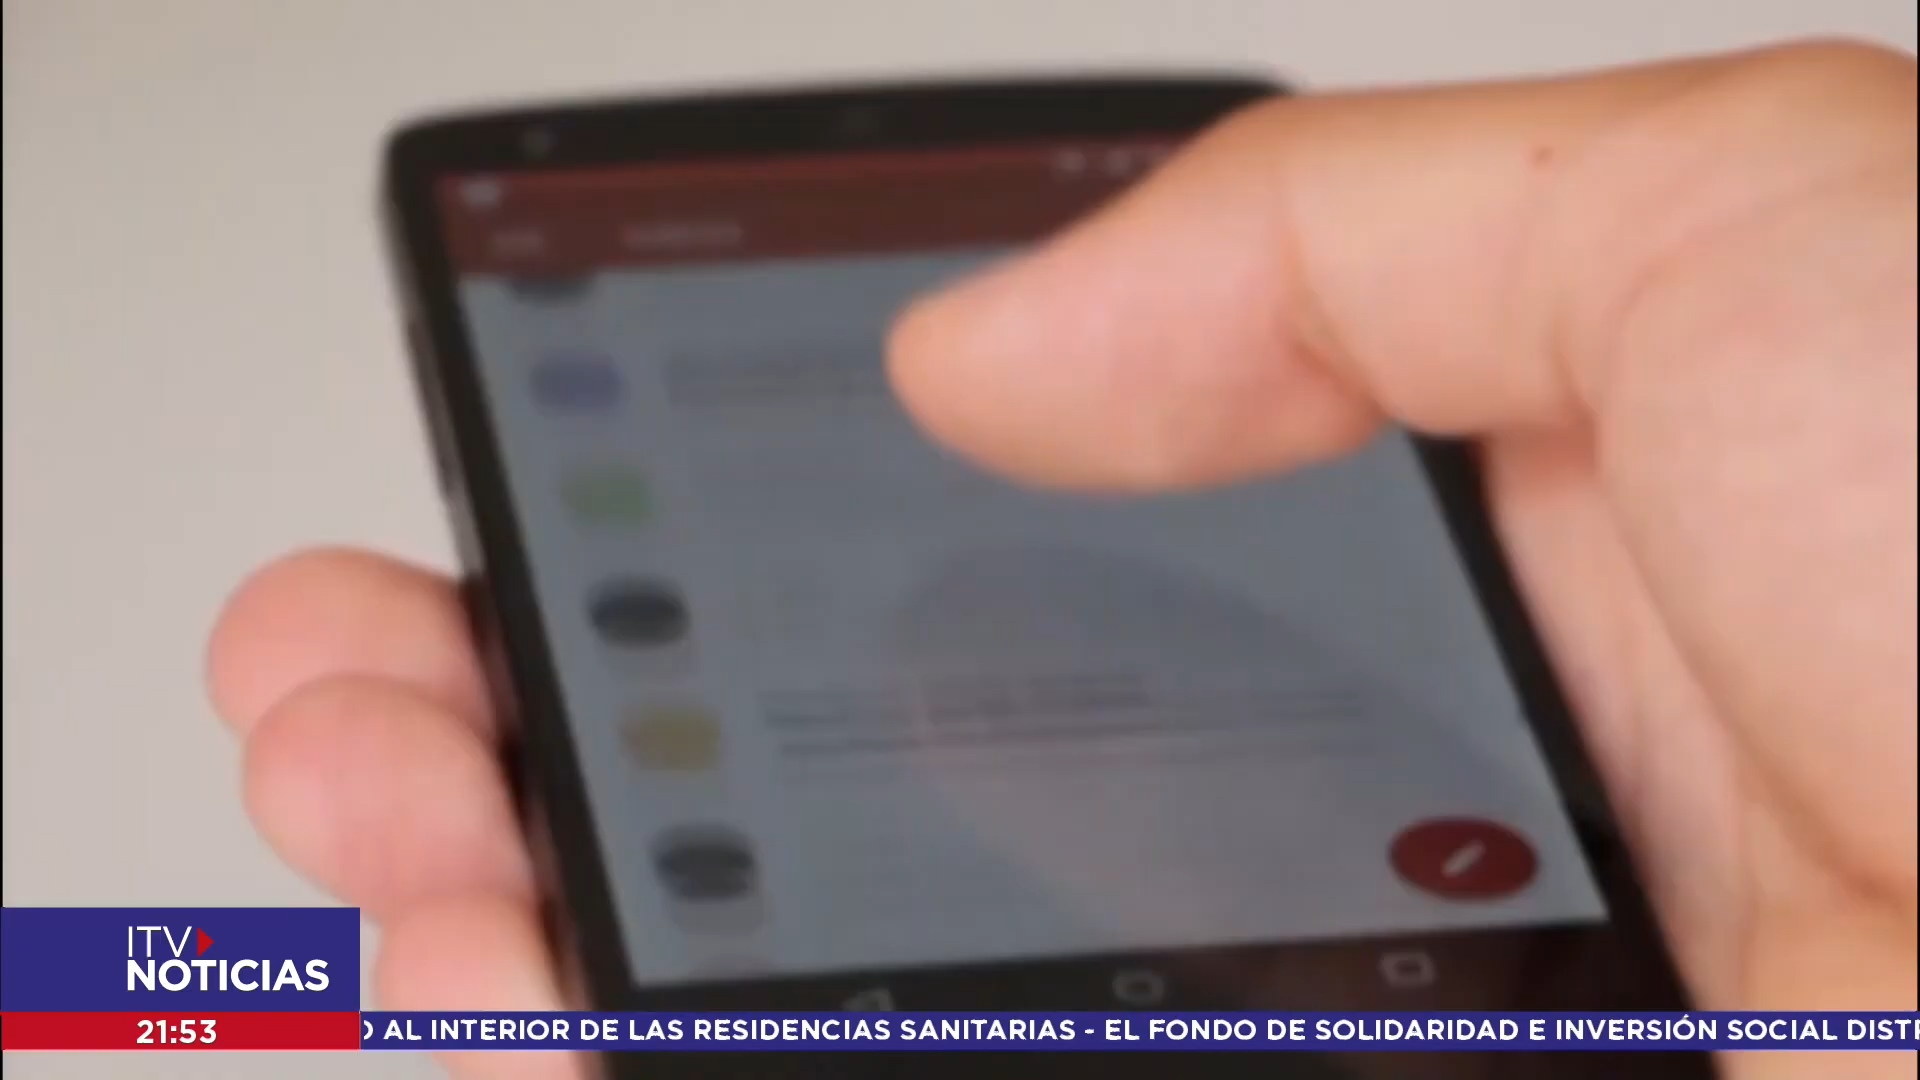 ITV
NOTICIAS
21:53
AL INTERIOR DE LAS RESIDENCIAS SANITARIAS - EL FONDO DE SOLIDARIDAD E INVERSIÓN SOCIAL